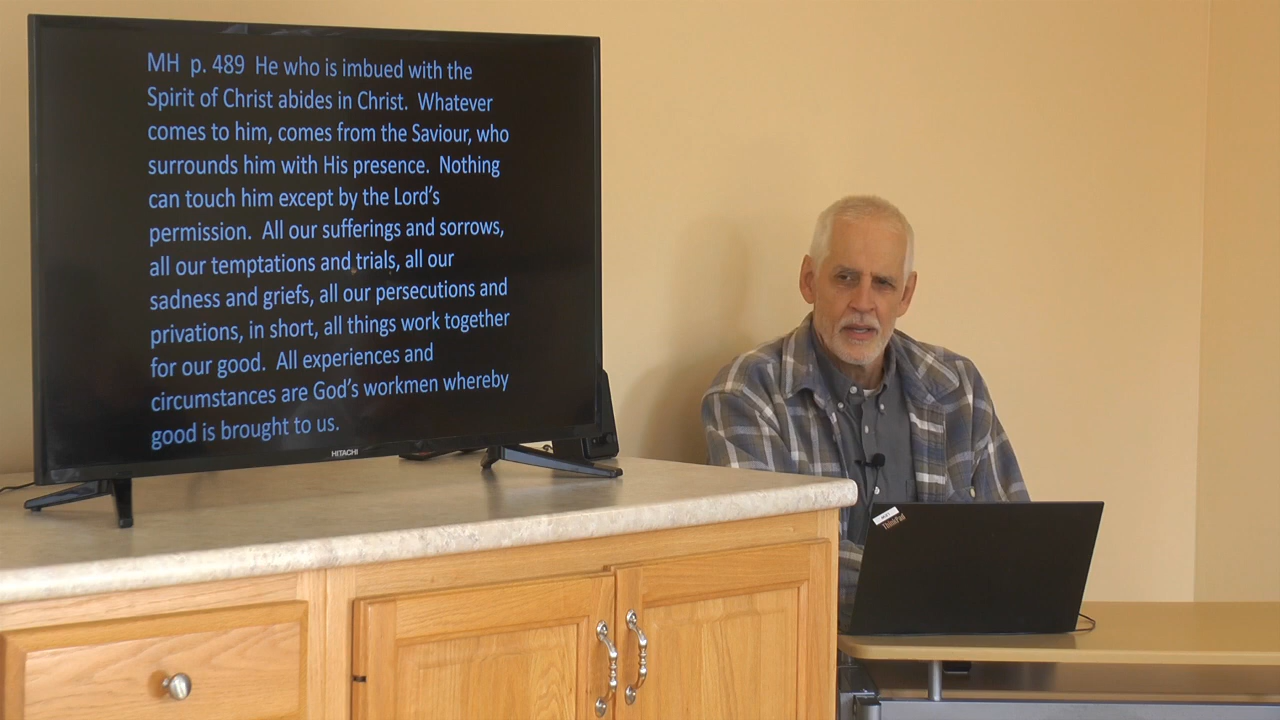 MH p. 489 He who is imbued with the
Spirit of Christ abides in Christ. Whatever
comes to him, comes from the Saviour, who
surrounds him with His presence. Nothing
can touch him except by the Lord's
permission. All our sufferings and sorrows,
all our temptations and trials, all our
sadness and griefs, all our persecutions and
privations, in short, all things work together
for our good. All experiences and
circumstances are God's workmen whereby
good is brought to us.
HITACHI
ThinkPad